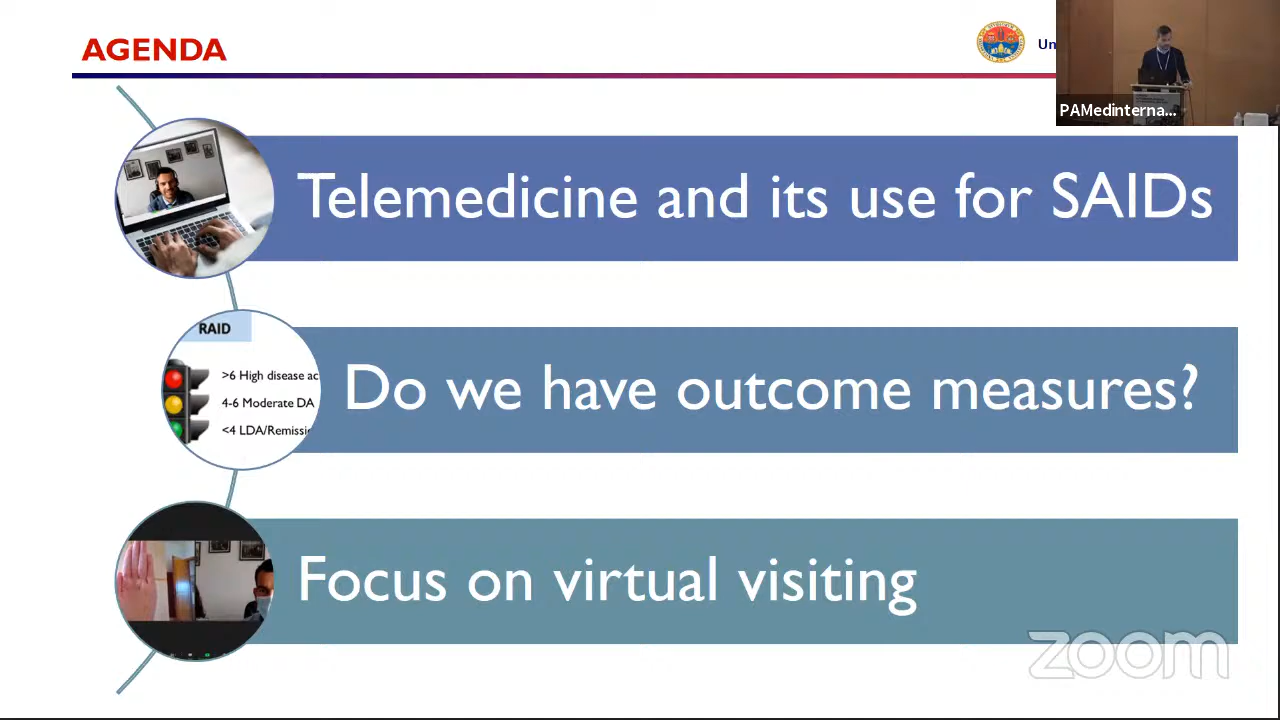 AGENDA
Un
PAMedinterna...
Telemedicine and its use for SAIDs
RAID
>6 High disease ac
4-6 Moderate DA
<4 LDA/Remissi
Do we have outcome measures?
Focus on virtual visiting
zoom